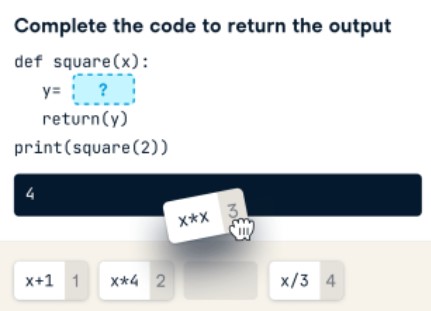 Complete the code to return the output
def square(x):
y= ?
return(y)
print(square(2))
4
x*x 3
x+1 1 x*4 2 x/3 4